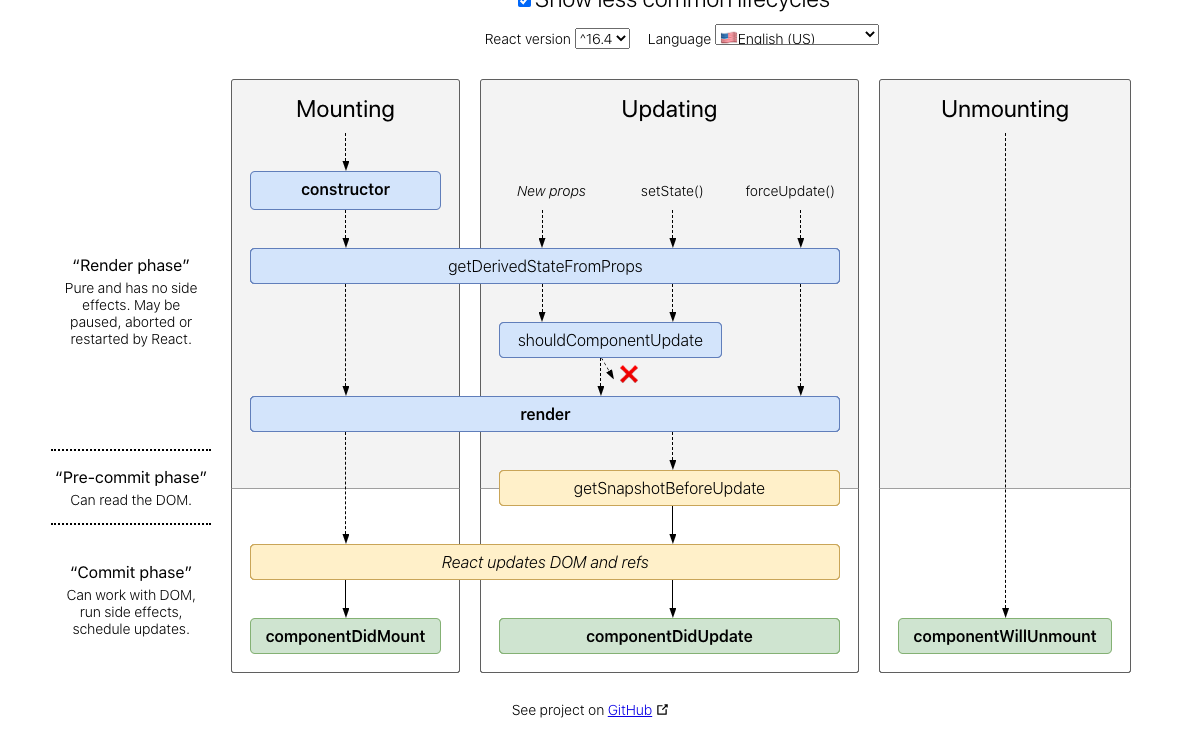 Show less common lifecycles
React version ^16.4 Language 🇺🇸English (US)
Mounting
Updating
Unmounting
constructor
New props
setState()
forceUpdate()
“Render phase”
Pure and has no side
effects. May be
paused, aborted or
restarted by React.
getDerivedStateFromProps
shouldComponentUpdate
render
“Pre-commit phase”
Can read the DOM.
getSnapshotBeforeUpdate
React updates DOM and refs
“Commit phase”
Can work with DOM,
run side effects,
schedule updates.
componentDidMount
componentDidUpdate
componentWillUnmount
See project on GitHub